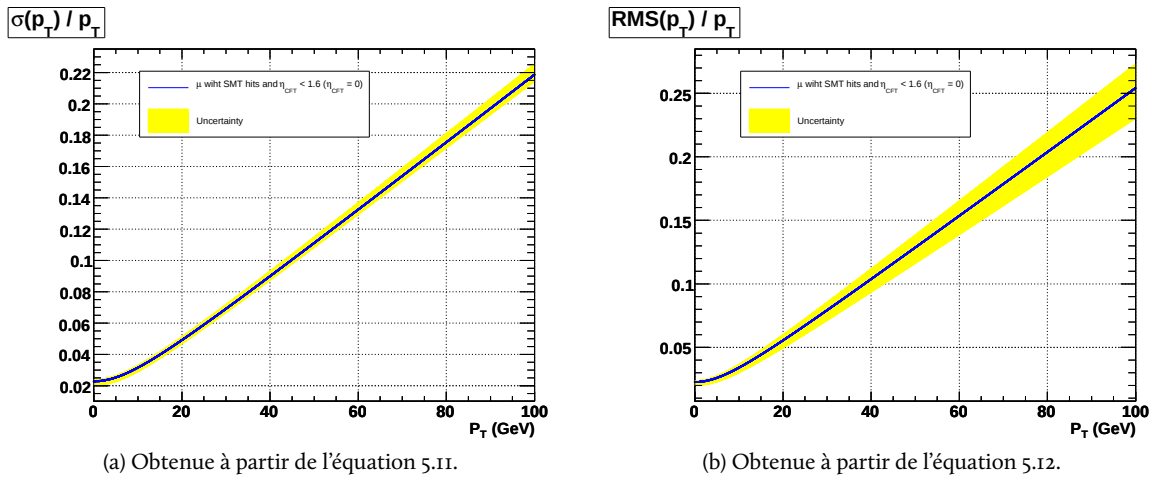 σ(p_T) / p_T
0.22
0.2
0.18
0.16
0.14
0.12
0.1
0.08
0.06
0.04
0.02
μ wiht SMT hits and η_CFT < 1.6 (η_CFT = 0)
Uncertainty
0 20 40 60 80 100
P_T (GeV)
(a) Obtenue à partir de l'équation 5.11.
RMS(p_T) / p_T
0.25
0.2
0.15
0.1
0.05
μ wiht SMT hits and η_CFT < 1.6 (η_CFT = 0)
Uncertainty
0 20 40 60 80 100
P_T (GeV)
(b) Obtenue à partir de l'équation 5.12.